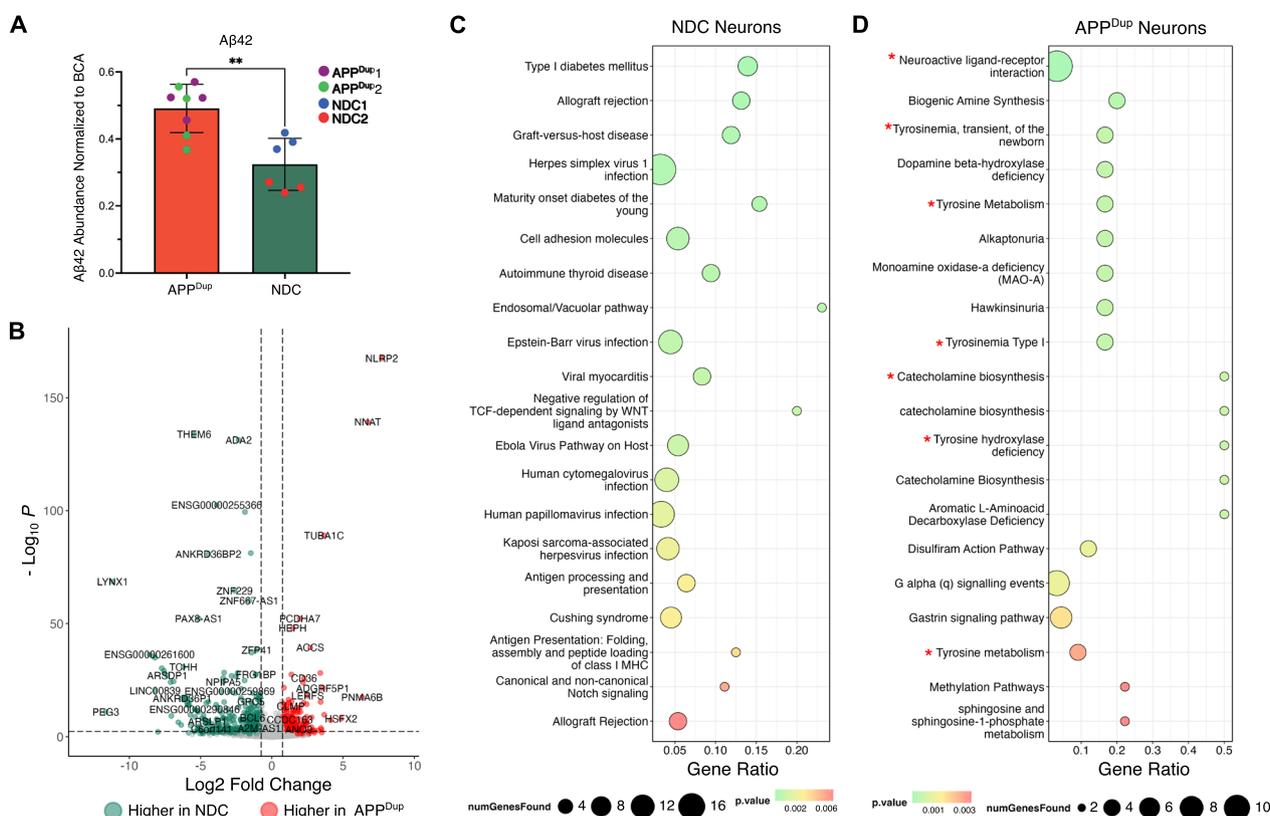 A
Aβ42
**
Aβ42 Abundance Normalized to BCA
0.6
0.4
0.2
0.0
APPDup
NDC
APPDup1
APPDup2
NDC1
NDC2
B
- Log10 P
150
100
50
0
NLRP2
NNAT
THEM6
ADA2
ENSG00000255366
TUBA1C
ANKRD36BP2
LYNX1
ZNF229
ZNF667-AS1
PAX8-AS1
PCDHA7
HEPH
ZFP41
ACCS
ENSG00000261600
TCHH
ARSDP1
FRG1BP
CD36
NPIPA5
ADGRF5P1
LINC00839
ENSG00000259869
LERFS
ANKRD36P1
GPC5
PNMA6B
ENSG00000290846
CLMP
PEG3
BCL6
CCDC163
HSFX2
ARSLP1
C6orf141
A2M-AS1
-10
-5
0
5
10
Log2 Fold Change
Higher in NDC
Higher in APPDup
C
NDC Neurons
Type I diabetes mellitus
Allograft rejection
Graft-versus-host disease
Herpes simplex virus 1
infection
Maturity onset diabetes of the
young
Cell adhesion molecules
Autoimmune thyroid disease
Endosomal/Vacuolar pathway
Epstein-Barr virus infection
Viral myocarditis
Negative regulation of
TCF-dependent signaling by WNT
ligand antagonists
Ebola Virus Pathway on Host
Human cytomegalovirus
infection
Human papillomavirus infection
Kaposi sarcoma-associated
herpesvirus infection
Antigen processing and
presentation
Cushing syndrome
Antigen Presentation: Folding,
assembly and peptide loading
of class I MHC
Canonical and non-canonical
Notch signaling
Allograft Rejection
0.05
0.10
0.15
0.20
Gene Ratio
numGenesFound
4
8
12
16
p.value
0.002
0.006
D
APPDup Neurons
* Neuroactive ligand-receptor
interaction
Biogenic Amine Synthesis
* Tyrosinemia, transient, of the
newborn
Dopamine beta-hydroxylase
deficiency
* Tyrosine Metabolism
Alkaptonuria
Monoamine oxidase-a deficiency
(MAO-A)
Hawkinsinuria
* Tyrosinemia Type I
* Catecholamine biosynthesis
catecholamine biosynthesis
* Tyrosine hydroxylase
deficiency
Catecholamine Biosynthesis
Aromatic L-Aminoacid
Decarboxylase Deficiency
Disulfiram Action Pathway
G alpha (q) signalling events
Gastrin signaling pathway
* Tyrosine metabolism
Methylation Pathways
sphingosine and
sphingosine-1-phosphate
metabolism
0.1
0.2
0.3
0.4
0.5
Gene Ratio
p.value
0.001
0.003
numGenesFound
2
4
6
8
10